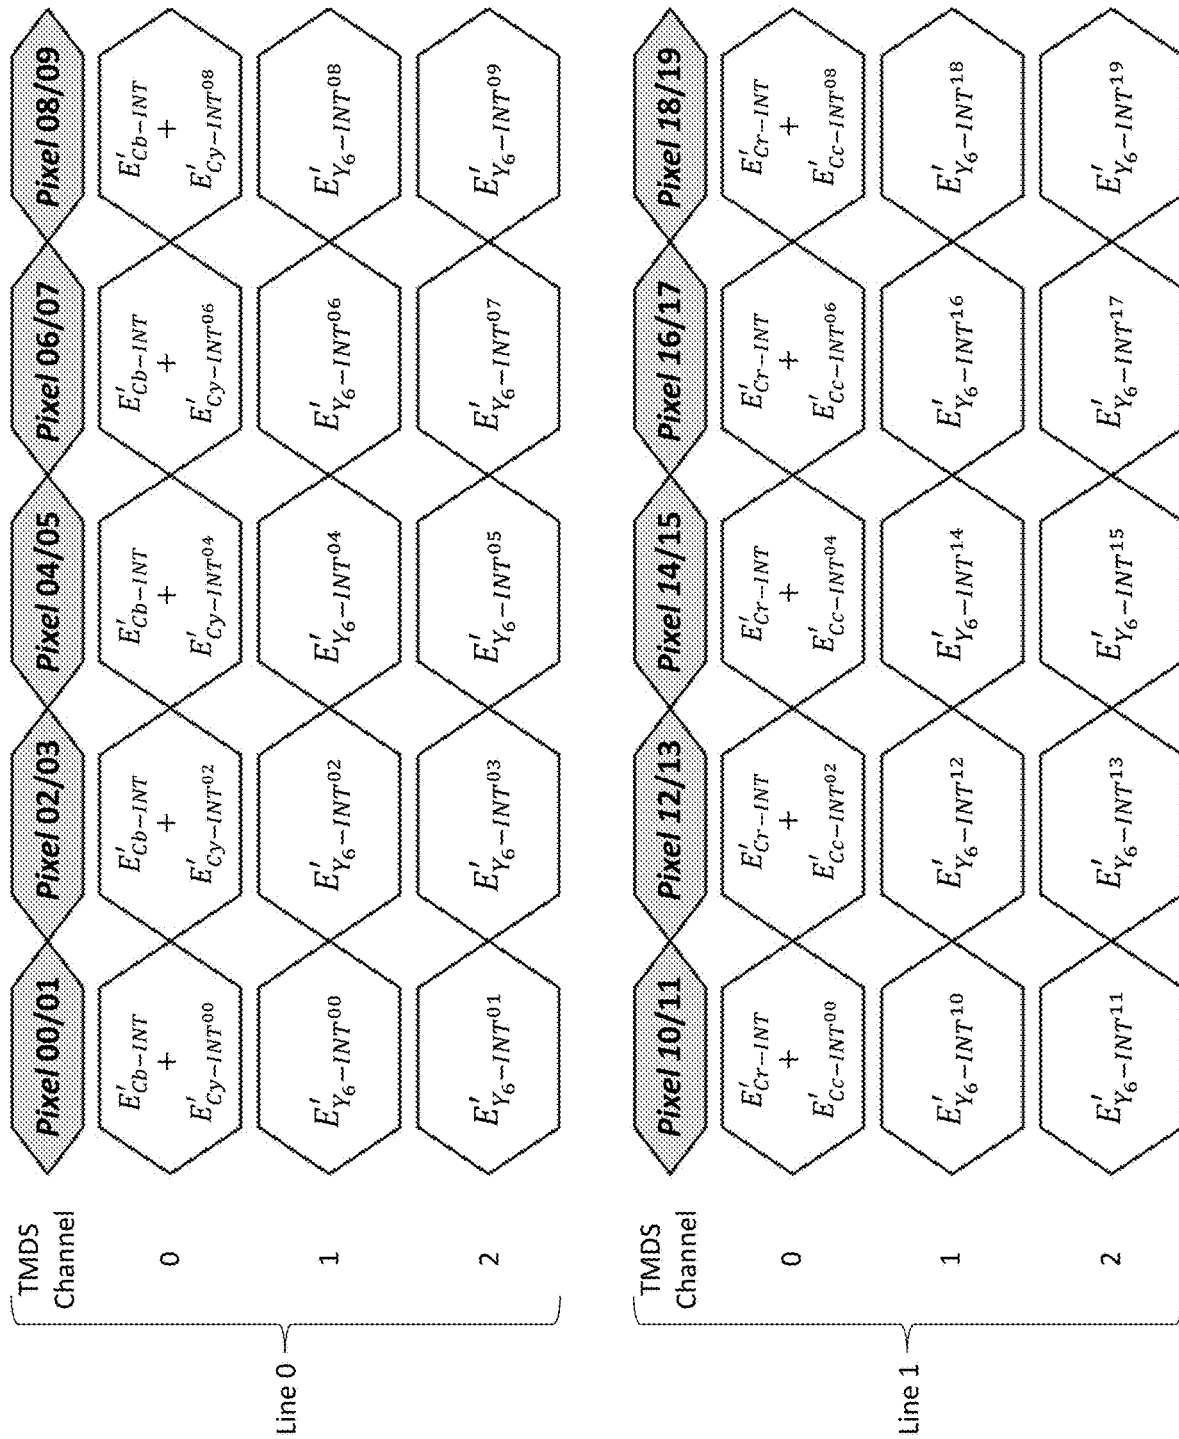 Line 0
TMDS Channel Pixel 00/01 Pixel 02/03 Pixel 04/05 Pixel 06/07 Pixel 08/09
0 E'Cb−INT + E'Cy−INT⁰⁰ E'Cb−INT + E'Cy−INT⁰² E'Cb−INT + E'Cy−INT⁰⁴ E'Cb−INT + E'Cy−INT⁰⁶ E'Cb−INT + E'Cy−INT⁰⁸
1 E'Y₆−INT⁰⁰ E'Y₆−INT⁰² E'Y₆−INT⁰⁴ E'Y₆−INT⁰⁶ E'Y₆−INT⁰⁸
2 E'Y₆−INT⁰¹ E'Y₆−INT⁰³ E'Y₆−INT⁰⁵ E'Y₆−INT⁰⁷ E'Y₆−INT⁰⁹
Line 1
TMDS Channel Pixel 10/11 Pixel 12/13 Pixel 14/15 Pixel 16/17 Pixel 18/19
0 E'Cr−INT + E'Cc−INT⁰⁰ E'Cr−INT + E'Cc−INT⁰² E'Cr−INT + E'Cc−INT⁰⁴ E'Cr−INT + E'Cc−INT⁰⁶ E'Cr−INT + E'Cc−INT⁰⁸
1 E'Y₆−INT¹⁰ E'Y₆−INT¹² E'Y₆−INT¹⁴ E'Y₆−INT¹⁶ E'Y₆−INT¹⁸
2 E'Y₆−INT¹¹ E'Y₆−INT¹³ E'Y₆−INT¹⁵ E'Y₆−INT¹⁷ E'Y₆−INT¹⁹